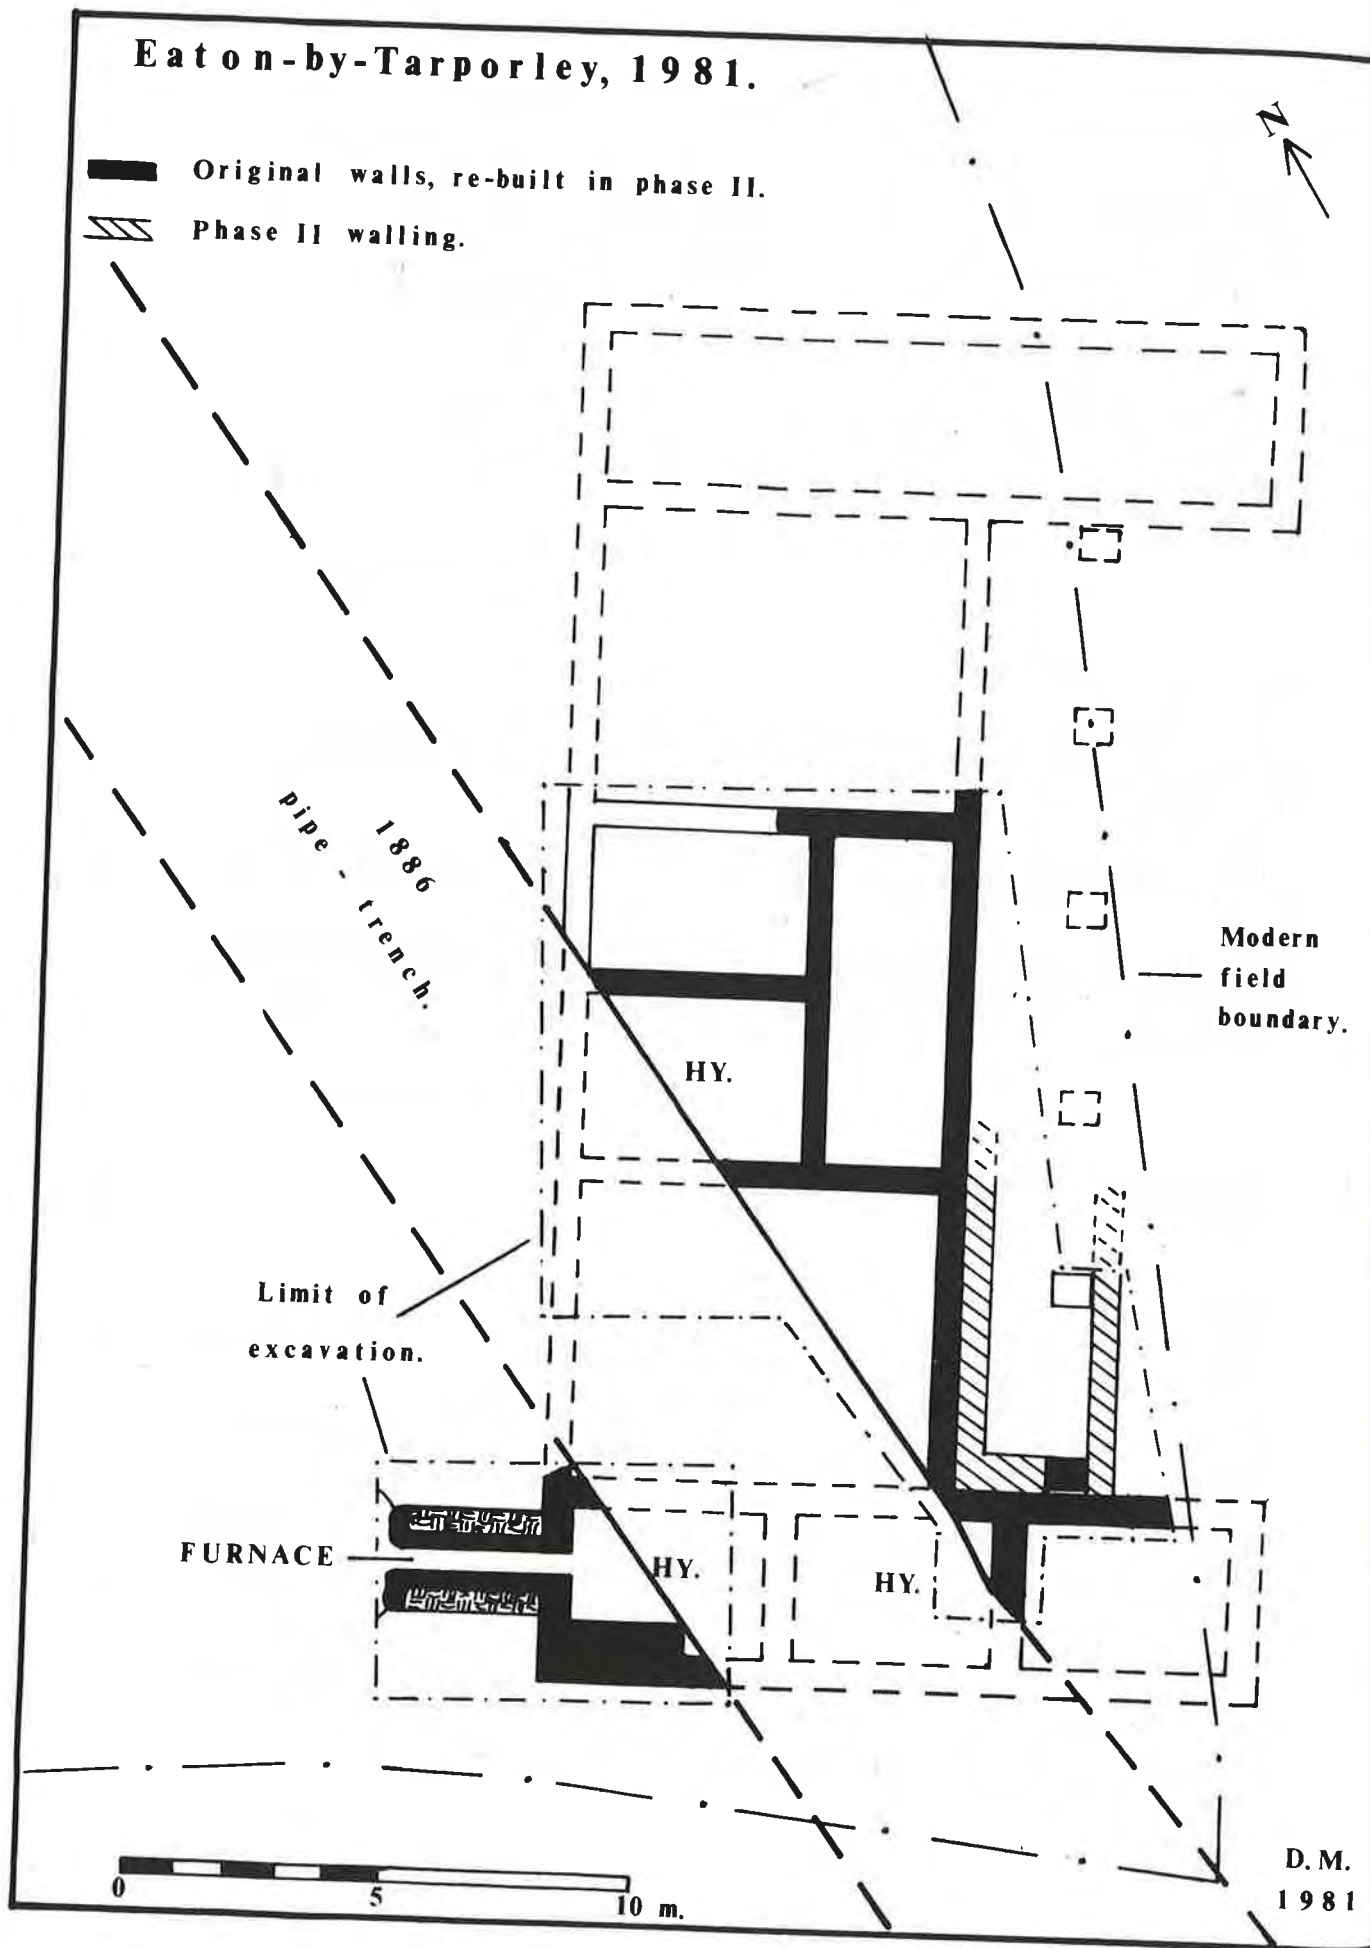 Eaton-by-Tarporley, 1981.
N
Original walls, re-built in phase II.
Phase II walling.
1886
pipe - trench.
Modern
field
boundary.
HY.
Limit of
excavation.
FURNACE
HY.
HY.
0 5 10 m.
D. M.
1981